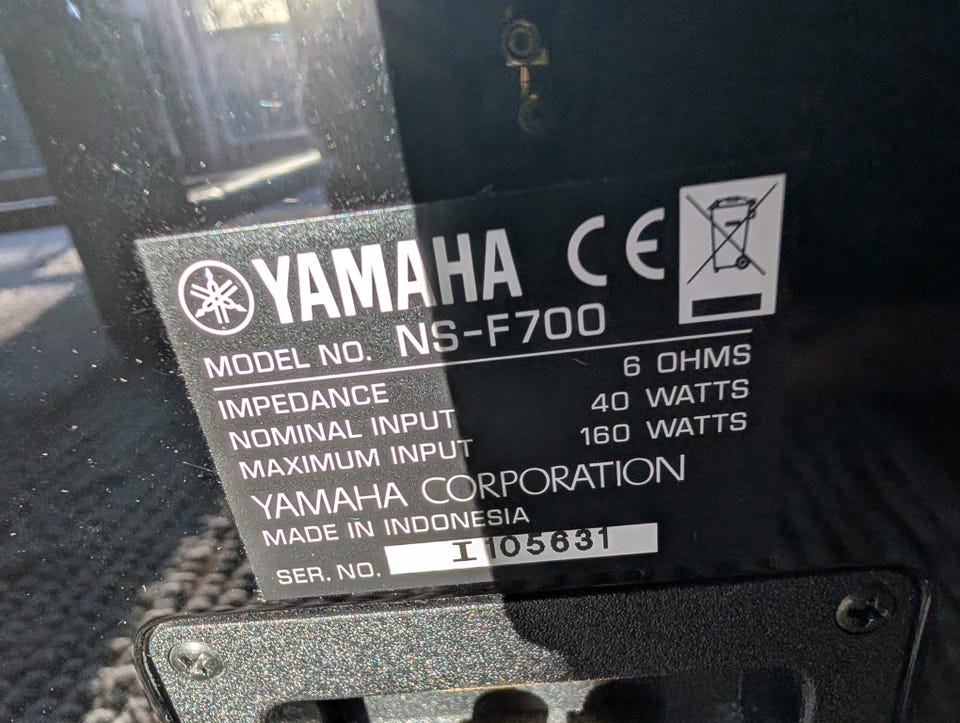 YAMAHA CE
MODEL NO. NS-F700
IMPEDANCE 6 OHMS
NOMINAL INPUT 40 WATTS
MAXIMUM INPUT 160 WATTS
YAMAHA CORPORATION
MADE IN INDONESIA
SER. NO. I105631